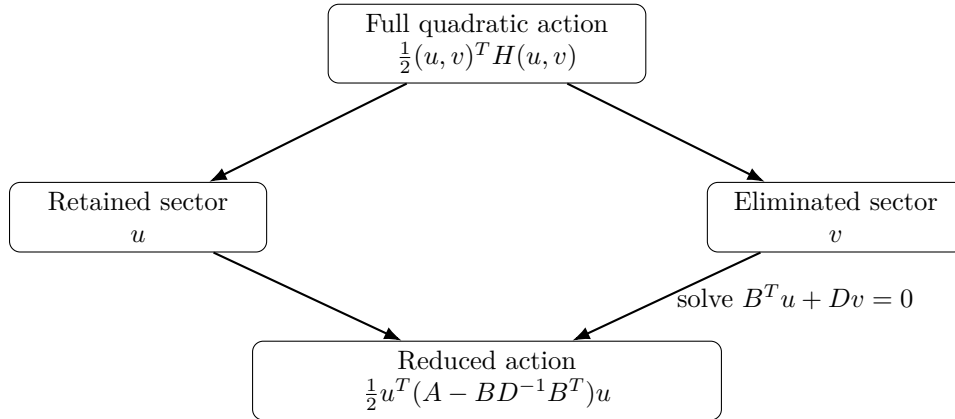 Full quadratic action
½(u, v)ᵀH(u, v)
Retained sector
u
Eliminated sector
v
solve Bᵀu + Dv = 0
Reduced action
½uᵀ(A − BD⁻¹Bᵀ)u